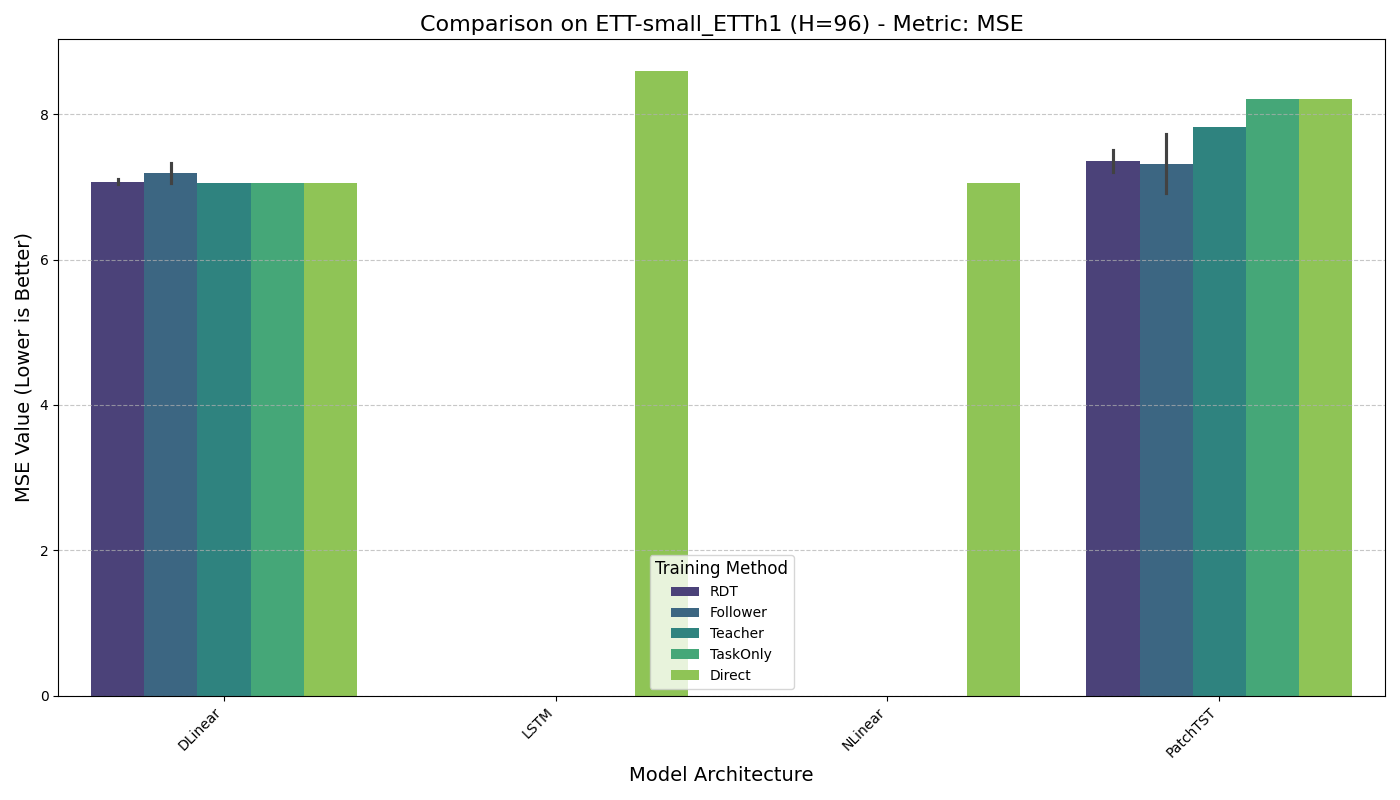 Comparison on ETT-small_ETTh1 (H=96) - Metric: MSE
MSE Value (Lower is Better)
8
6
4
2
0
Training Method
RDT
Follower
Teacher
TaskOnly
Direct
DLinear
LSTM
NLinear
PatchTST
Model Architecture